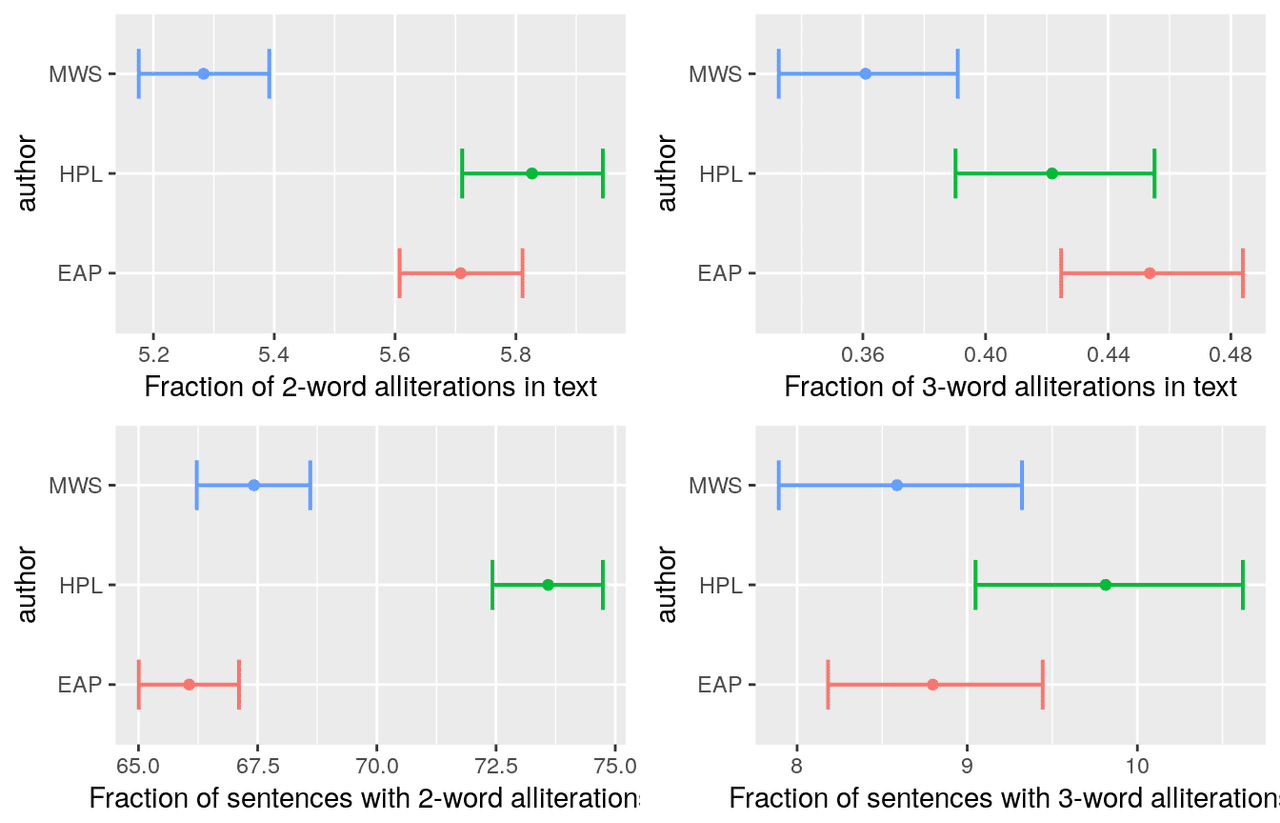 author
MWS
HPL
EAP
5.2 5.4 5.6 5.8
Fraction of 2-word alliterations in text
author
MWS
HPL
EAP
0.36 0.40 0.44 0.48
Fraction of 3-word alliterations in text
author
MWS
HPL
EAP
65.0 67.5 70.0 72.5 75.0
Fraction of sentences with 2-word alliterations
author
MWS
HPL
EAP
8 9 10
Fraction of sentences with 3-word alliterations